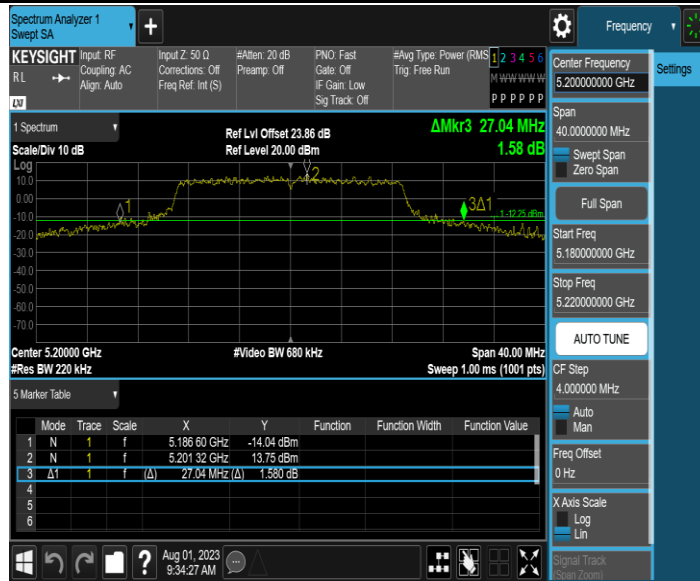 Spectrum Analyzer 1
Swept SA
+
Frequency
KEYSIGHT
RL
LXI
Input: RF
Coupling: AC
Align: Auto
Input Z: 50 Ω
Corrections: Off
Freq Ref: Int (S)
#Atten: 20 dB
Preamp: Off
PNO: Fast
Gate: Off
IF Gain: Low
Sig Track: Off
#Avg Type: Power (RMS
Trig: Free Run
1 2 3 4 5 6
M W W W W W
P P P P P P
Center Frequency
5.200000000 GHz
Settings
Span
40.0000000 MHz
Swept Span
Zero Span
Full Span
Start Freq
5.180000000 GHz
Stop Freq
5.220000000 GHz
AUTO TUNE
CF Step
4.000000 MHz
Auto
Man
Freq Offset
0 Hz
X Axis Scale
Log
Lin
Signal Track
(Span Zoom)
1 Spectrum
Scale/Div 10 dB
Ref Lvl Offset 23.86 dB
Ref Level 20.00 dBm
ΔMkr3 27.04 MHz
1.58 dB
Log
10.0
0.00
-10.0
-20.0
-30.0
-40.0
-50.0
-60.0
-70.0
1
2
3Δ1
-12.25 dBm
Center 5.20000 GHz
#Video BW 680 kHz
Span 40.00 MHz
#Res BW 220 kHz
Sweep 1.00 ms (1001 pts)
5 Marker Table
Mode Trace Scale X Y Function Function Width Function Value
1 N 1 f 5.186 60 GHz -14.04 dBm
2 N 1 f 5.201 32 GHz 13.75 dBm
3 Δ1 1 f (Δ) 27.04 MHz (Δ) 1.580 dB
4
5
6
?
Aug 01, 2023
9:34:27 AM